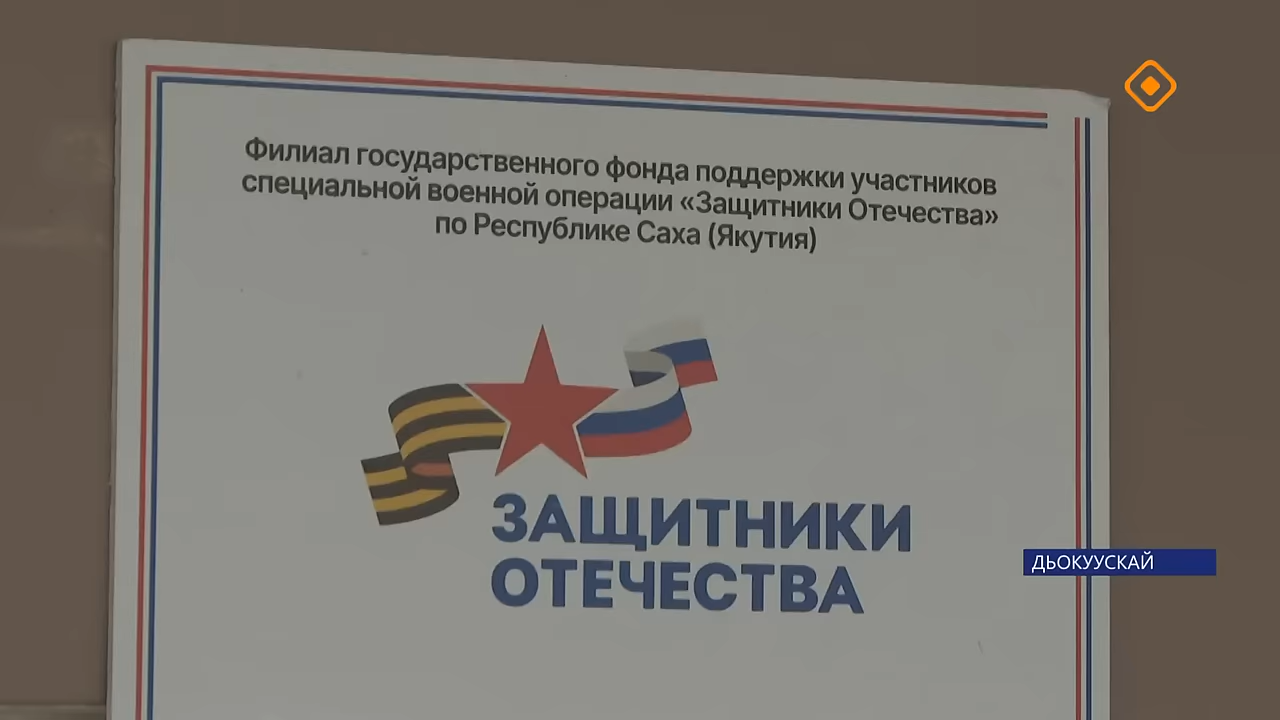 Филиал государственного фонда поддержки участников
специальной военной операции «Защитники Отечества»
по Республике Саха (Якутия)
ЗАЩИТНИКИ
ОТЕЧЕСТВА
ДЬОКУУСКАЙ